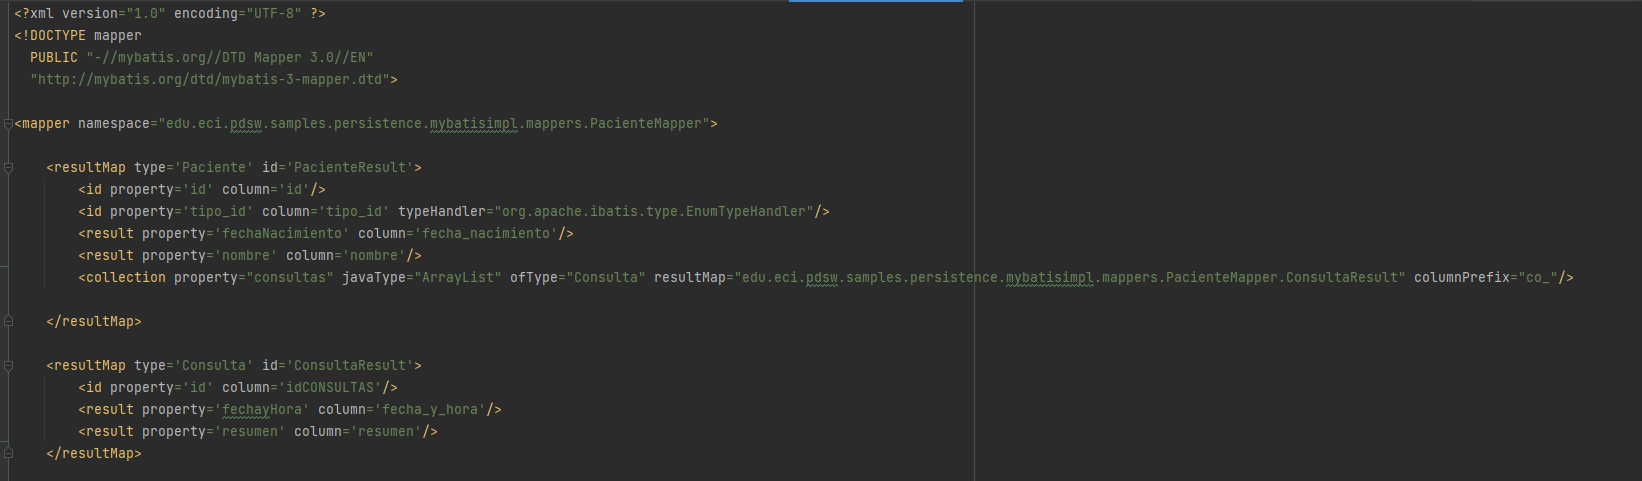 <?xml version="1.0" encoding="UTF-8" ?>
<!DOCTYPE mapper
  PUBLIC "-//mybatis.org//DTD Mapper 3.0//EN"
  "http://mybatis.org/dtd/mybatis-3-mapper.dtd">
<mapper namespace="edu.eci.pdsw.samples.persistence.mybatisimpl.mappers.PacienteMapper">
    <resultMap type='Paciente' id='PacienteResult'>
        <id property='id' column='id'/>
        <id property='tipo_id' column='tipo_id' typeHandler="org.apache.ibatis.type.EnumTypeHandler"/>
        <result property='fechaNacimiento' column='fecha_nacimiento'/>
        <result property='nombre' column='nombre'/>
        <collection property="consultas" javaType="ArrayList" ofType="Consulta" resultMap="edu.eci.pdsw.samples.persistence.mybatisimpl.mappers.PacienteMapper.ConsultaResult" columnPrefix="co_"/>
    </resultMap>
    <resultMap type='Consulta' id='ConsultaResult'>
        <id property='id' column='idCONSULTAS'/>
        <result property='fechayHora' column='fecha_y_hora'/>
        <result property='resumen' column='resumen'/>
    </resultMap>